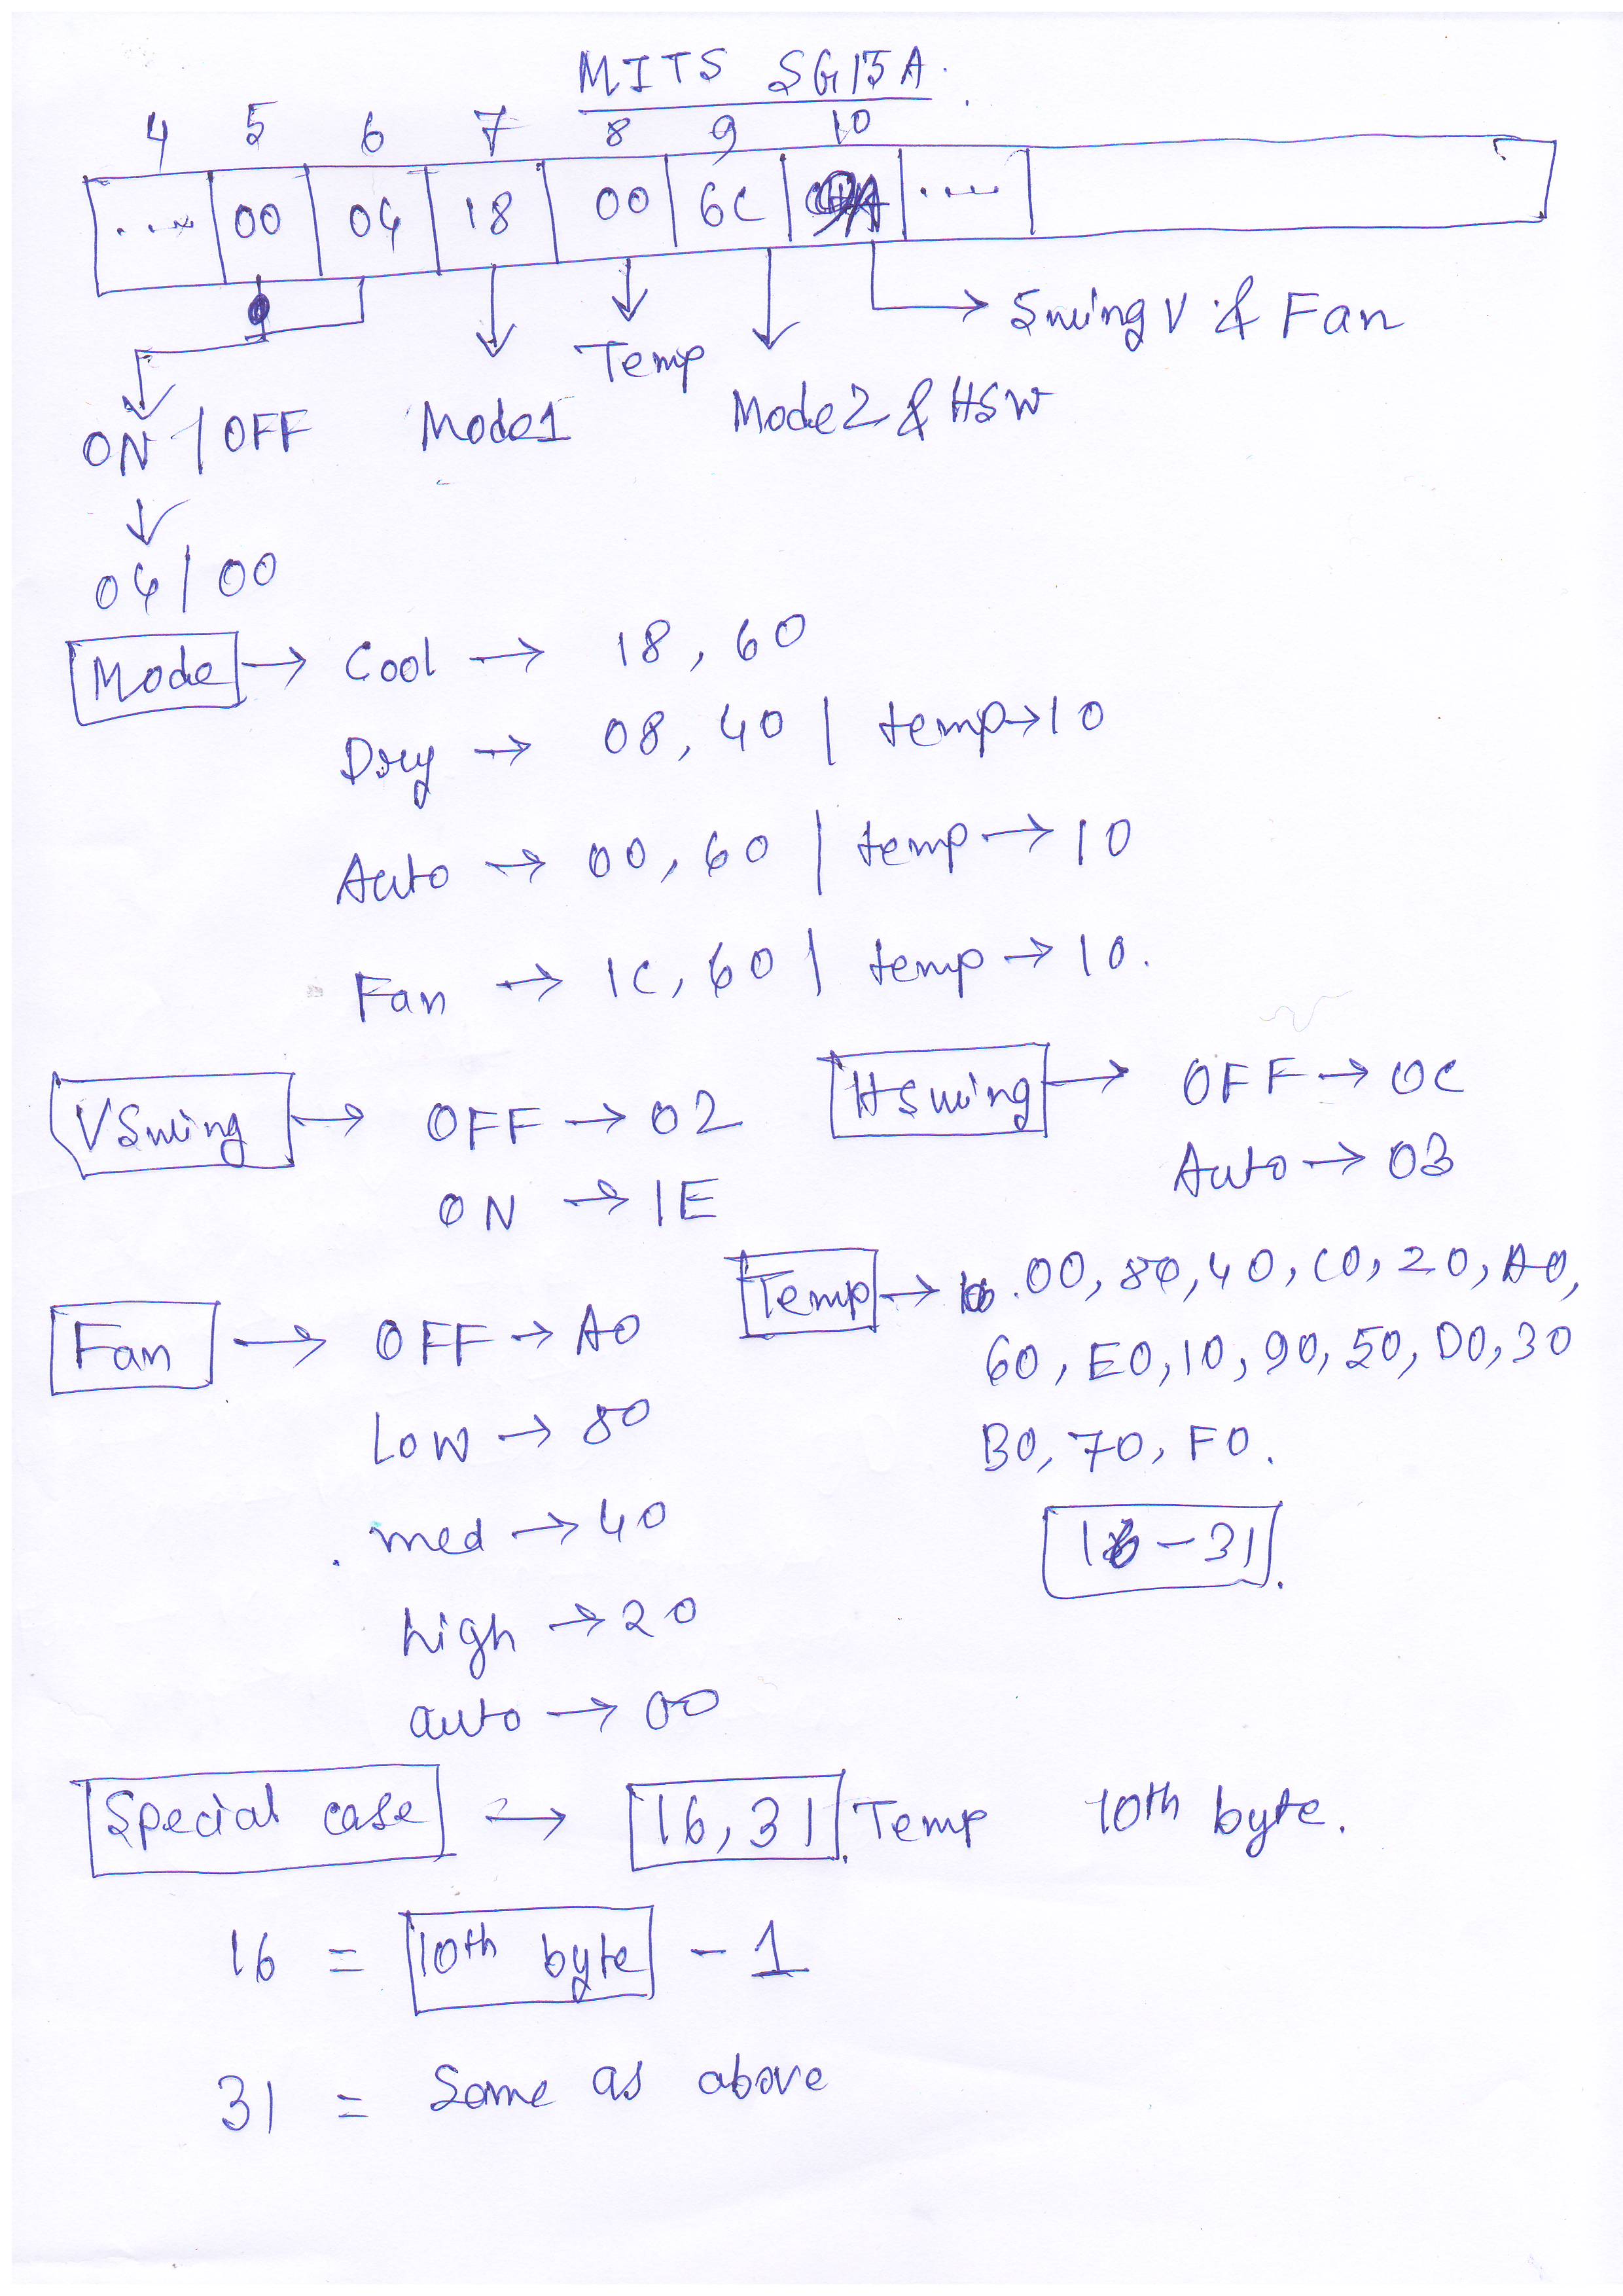 MITS SG15A.
4 5 6 7 8 9 10
.... 00 04 18 00 6C ....
Swing V & Fan
Temp
ON / OFF Mode1 Mode2 & HSW
04 / 00
Mode → Cool → 18, 60
Dry → 08, 40 | temp → 10
Auto → 00, 60 | temp → 10
Fan → 1C, 60 | temp → 10.
VSwing → OFF → 02
ON → 1E
HSwing → OFF → 0C
Auto → 03
Temp → 00, 80, 40, C0, 20, A0,
60, E0, 10, 90, 50, D0, 30
B0, 70, F0.
16 - 31.
Fan → OFF → A0
Low → 80
med → 40
high → 20
auto → 00
Special case → 16, 31. Temp 10th byte.
16 = 10th byte - 1
31 = Same as above